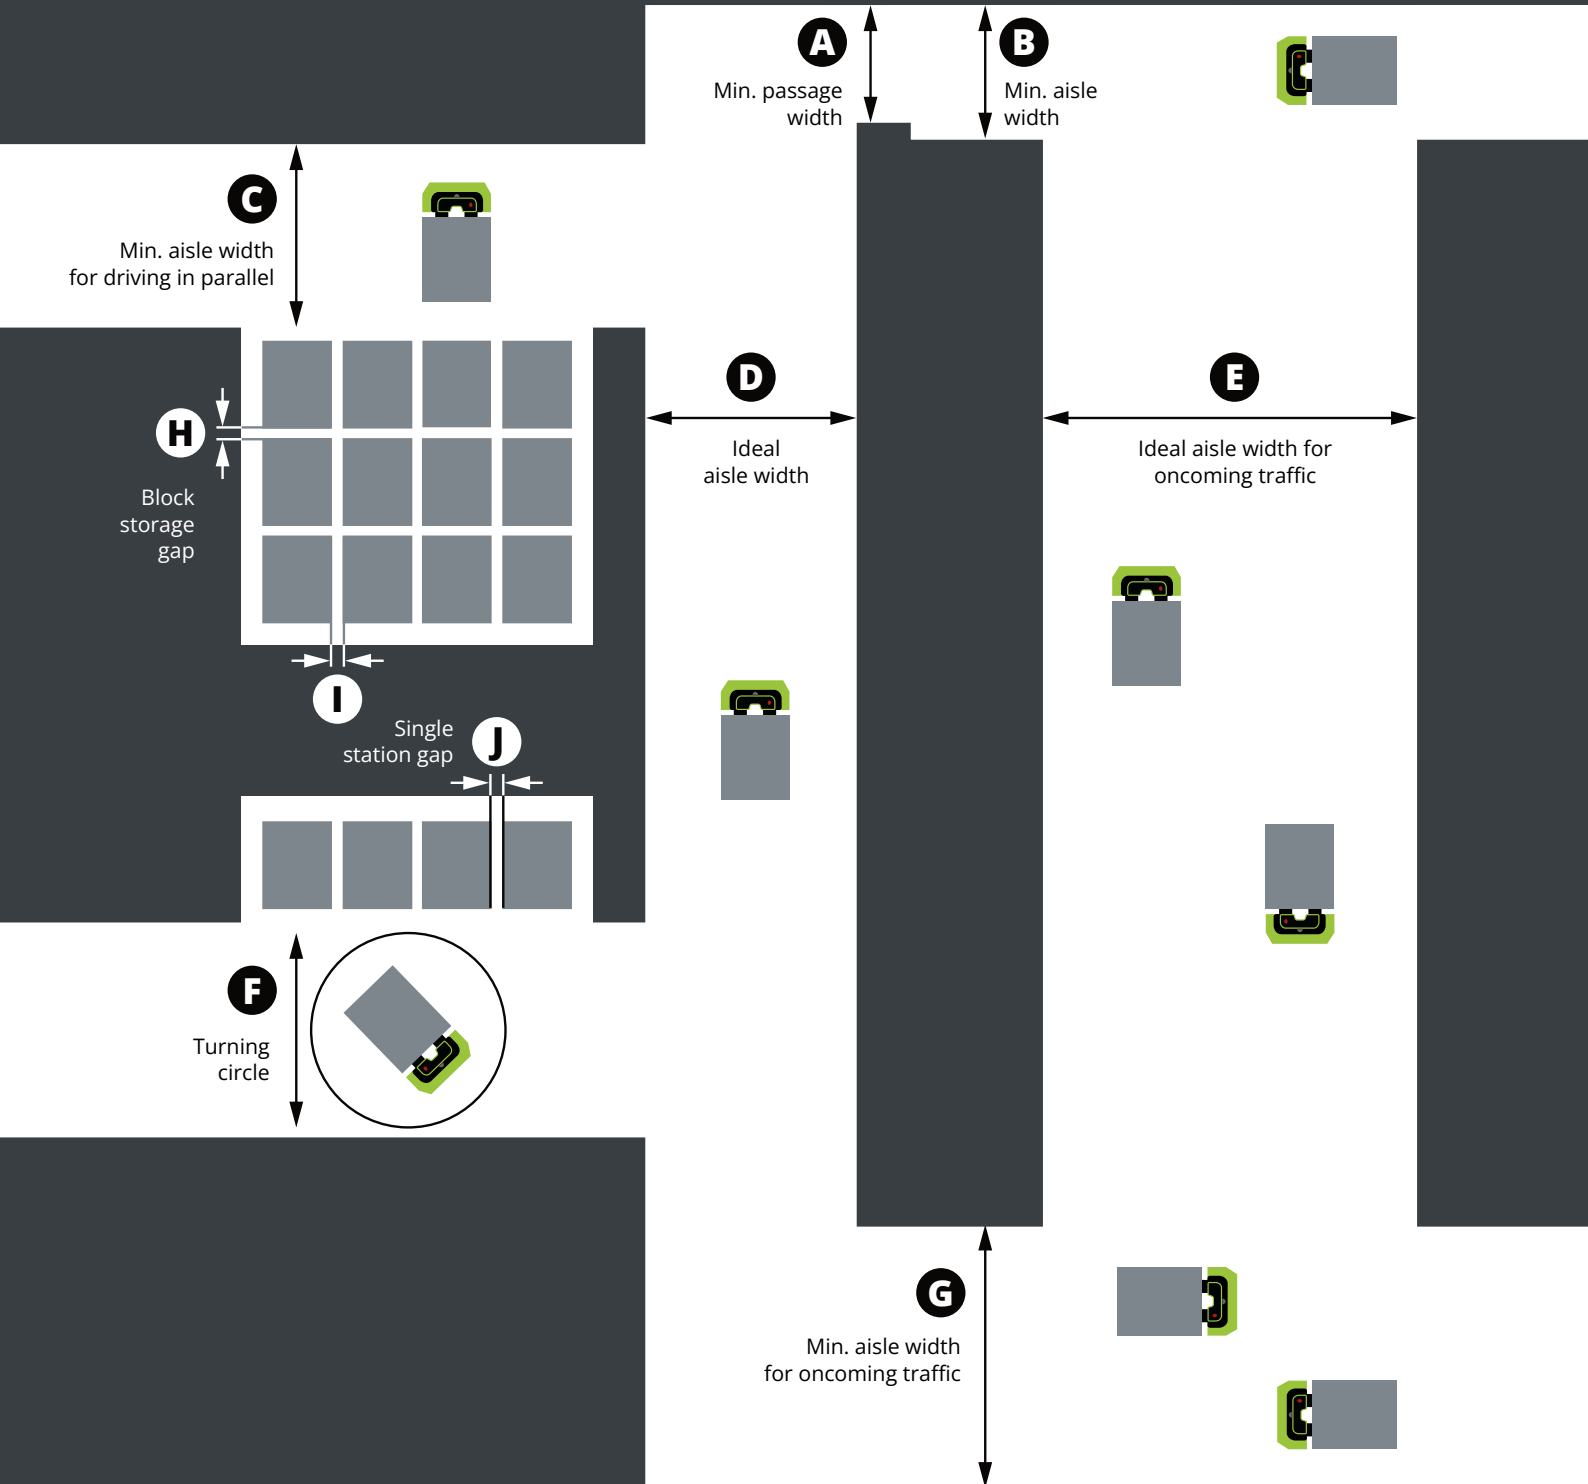 A
Min. passage
width
B
Min. aisle
width
C
Min. aisle width
for driving in parallel
D
Ideal
aisle width
E
Ideal aisle width for
oncoming traffic
H
Block
storage
gap
I
Single
station gap
J
F
Turning
circle
G
Min. aisle width
for oncoming traffic